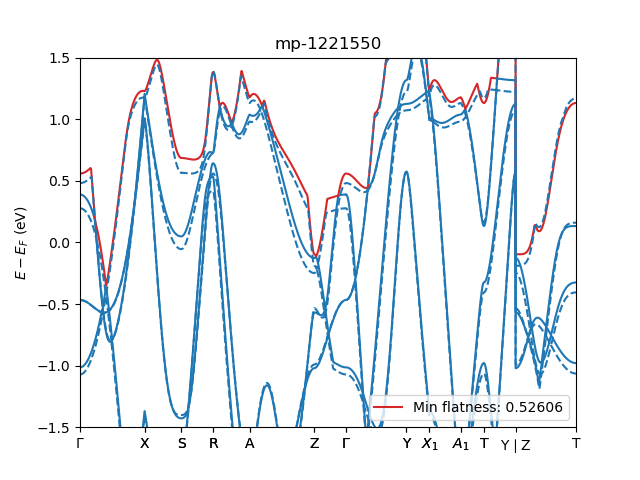 mp-1221550
E − E_F (eV)
1.5
1.0
0.5
0.0
−0.5
−1.0
−1.5
Min flatness: 0.52606
Γ X S R A Z Γ Y X₁ A₁ T Y | Z T